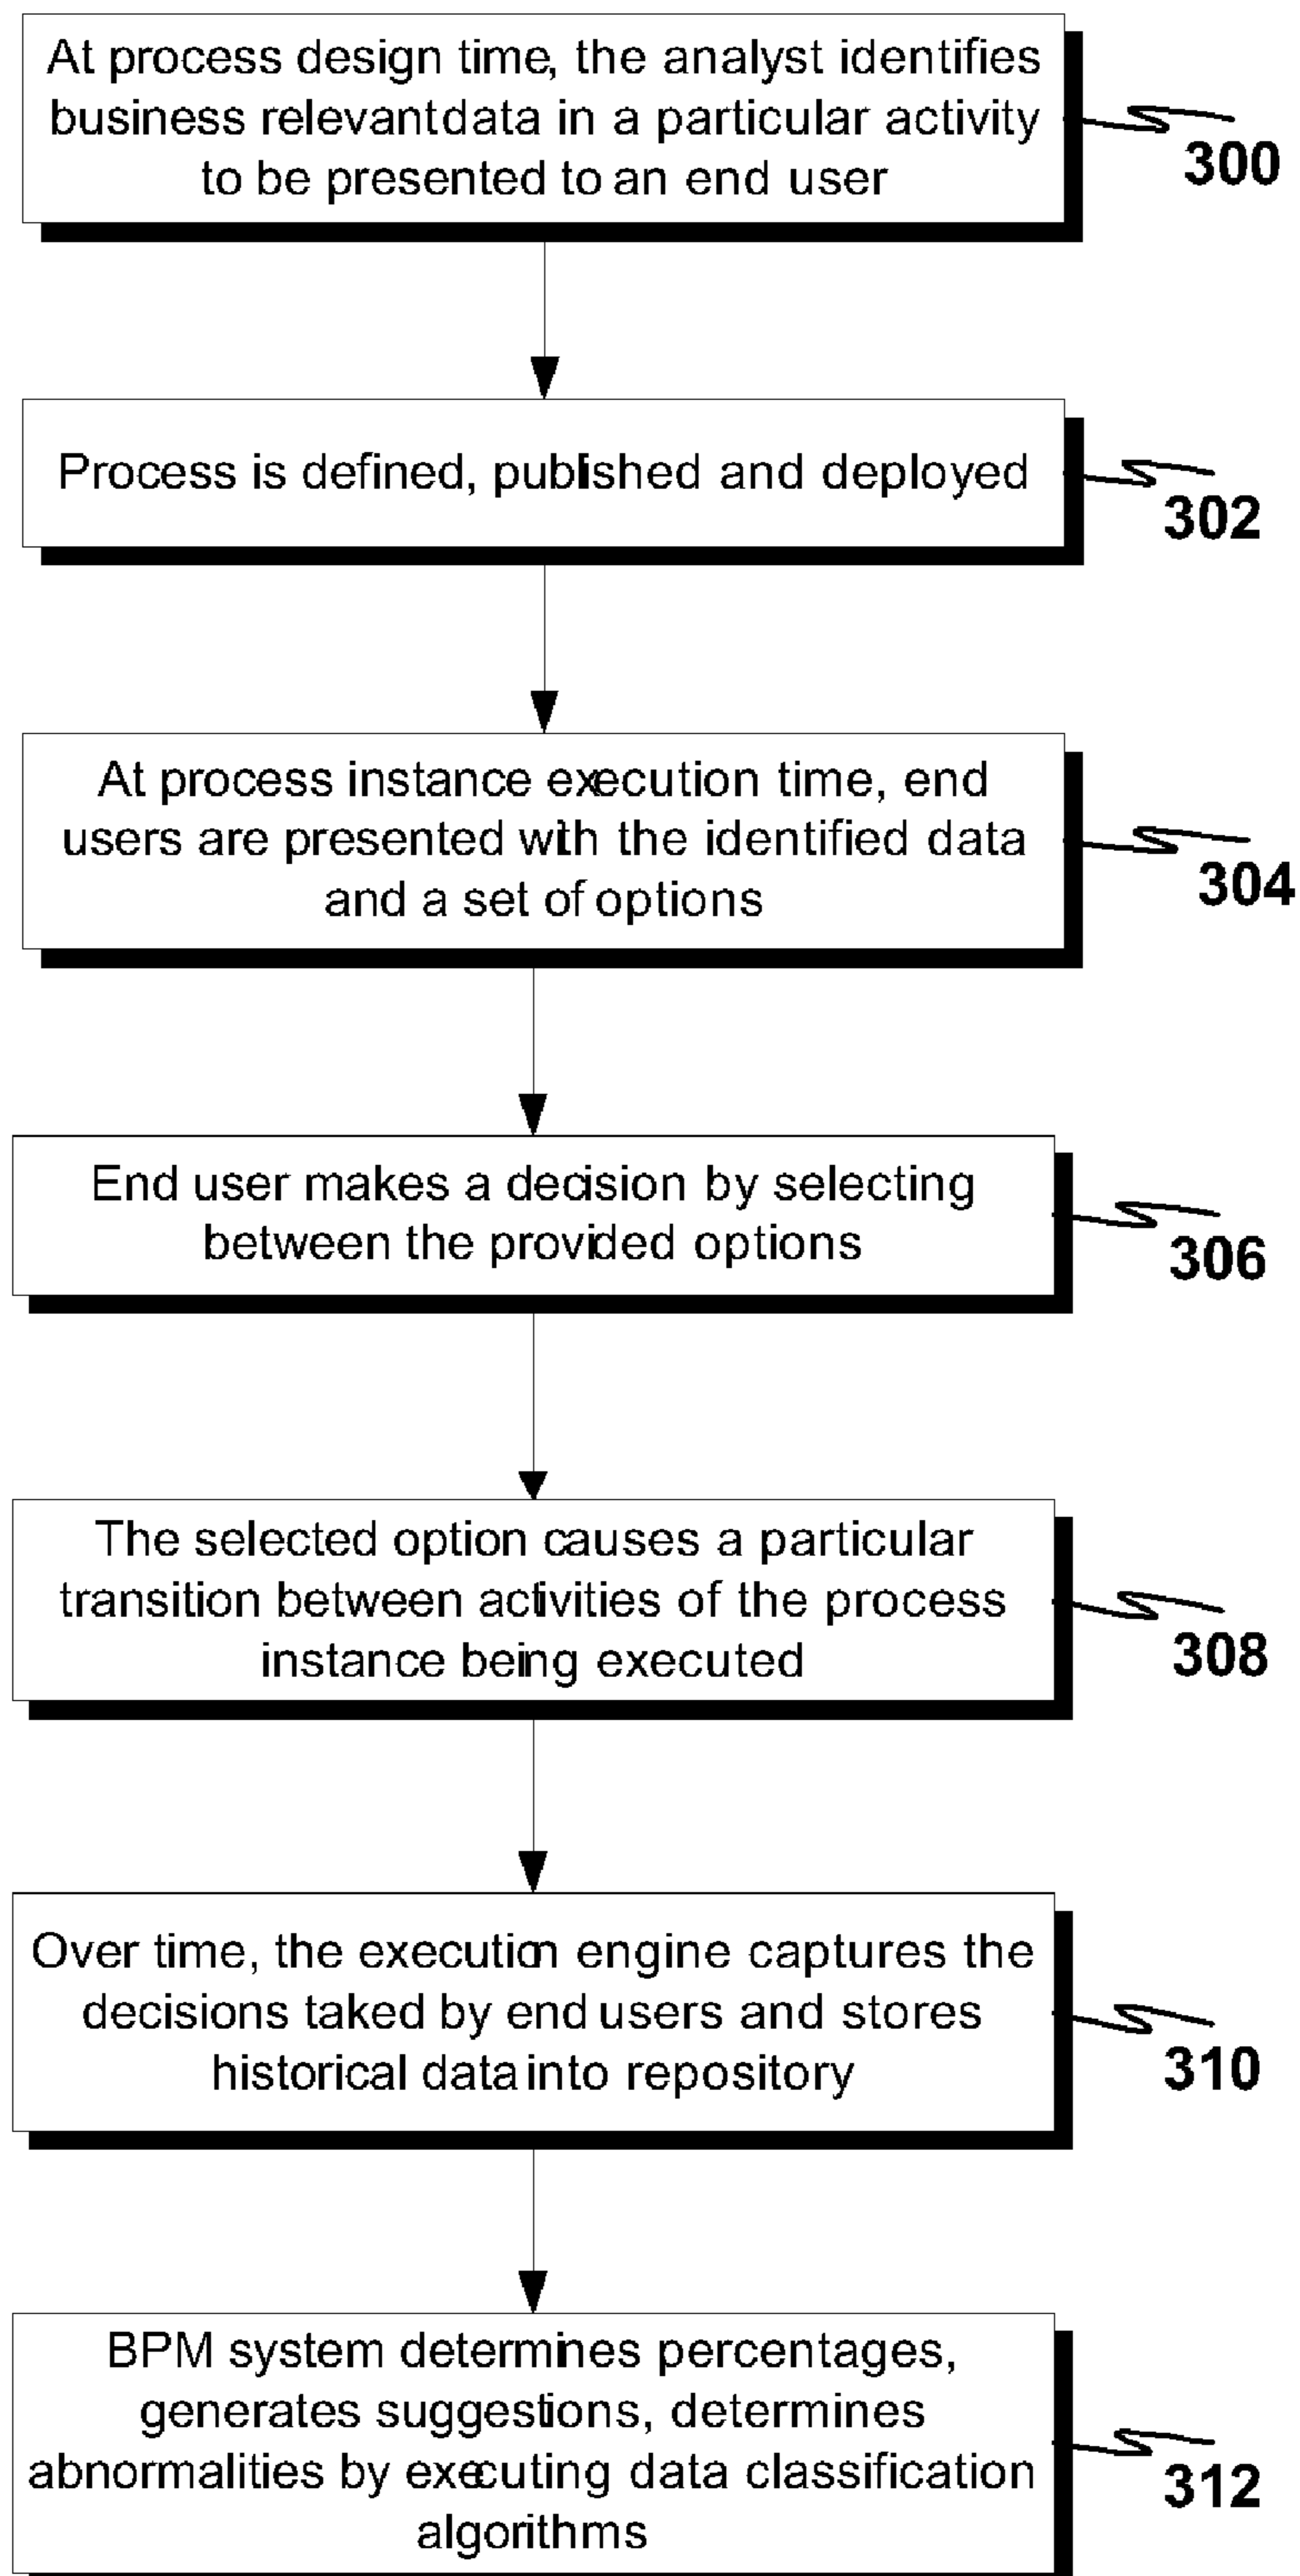 At process design time, the analyst identifies
business relevant data in a particular activity
to be presented to an end user
300
Process is defined, published and deployed
302
At process instance execution time, end
users are presented with the identified data
and a set of options
304
End user makes a decision by selecting
between the provided options
306
The selected option causes a particular
transition between activities of the process
instance being executed
308
Over time, the execution engine captures the
decisions taked by end users and stores
historical data into repository
310
BPM system determines percentages,
generates suggestions, determines
abnormalities by executing data classification
algorithms
312